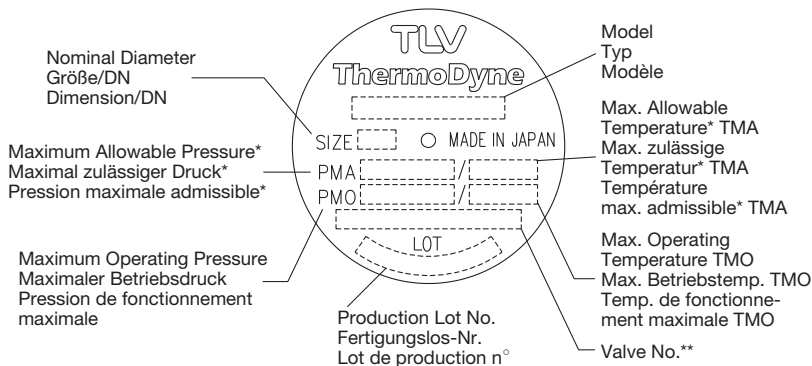 Nominal Diameter
Größe/DN
Dimension/DN
Maximum Allowable Pressure*
Maximal zulässiger Druck*
Pression maximale admissible*
Maximum Operating Pressure
Maximaler Betriebsdruck
Pression de fonctionnement
maximale
TLV
ThermoDyne
SIZE
MADE IN JAPAN
PMA /
PMO /
LOT
Production Lot No.
Fertigungslos-Nr.
Lot de production n°
Model
Typ
Modèle
Max. Allowable
Temperature* TMA
Max. zulässige
Temperatur* TMA
Température
max. admissible* TMA
Max. Operating
Temperature TMO
Max. Betriebstemp. TMO
Temp. de fonctionne-
ment maximale TMO
Valve No.**